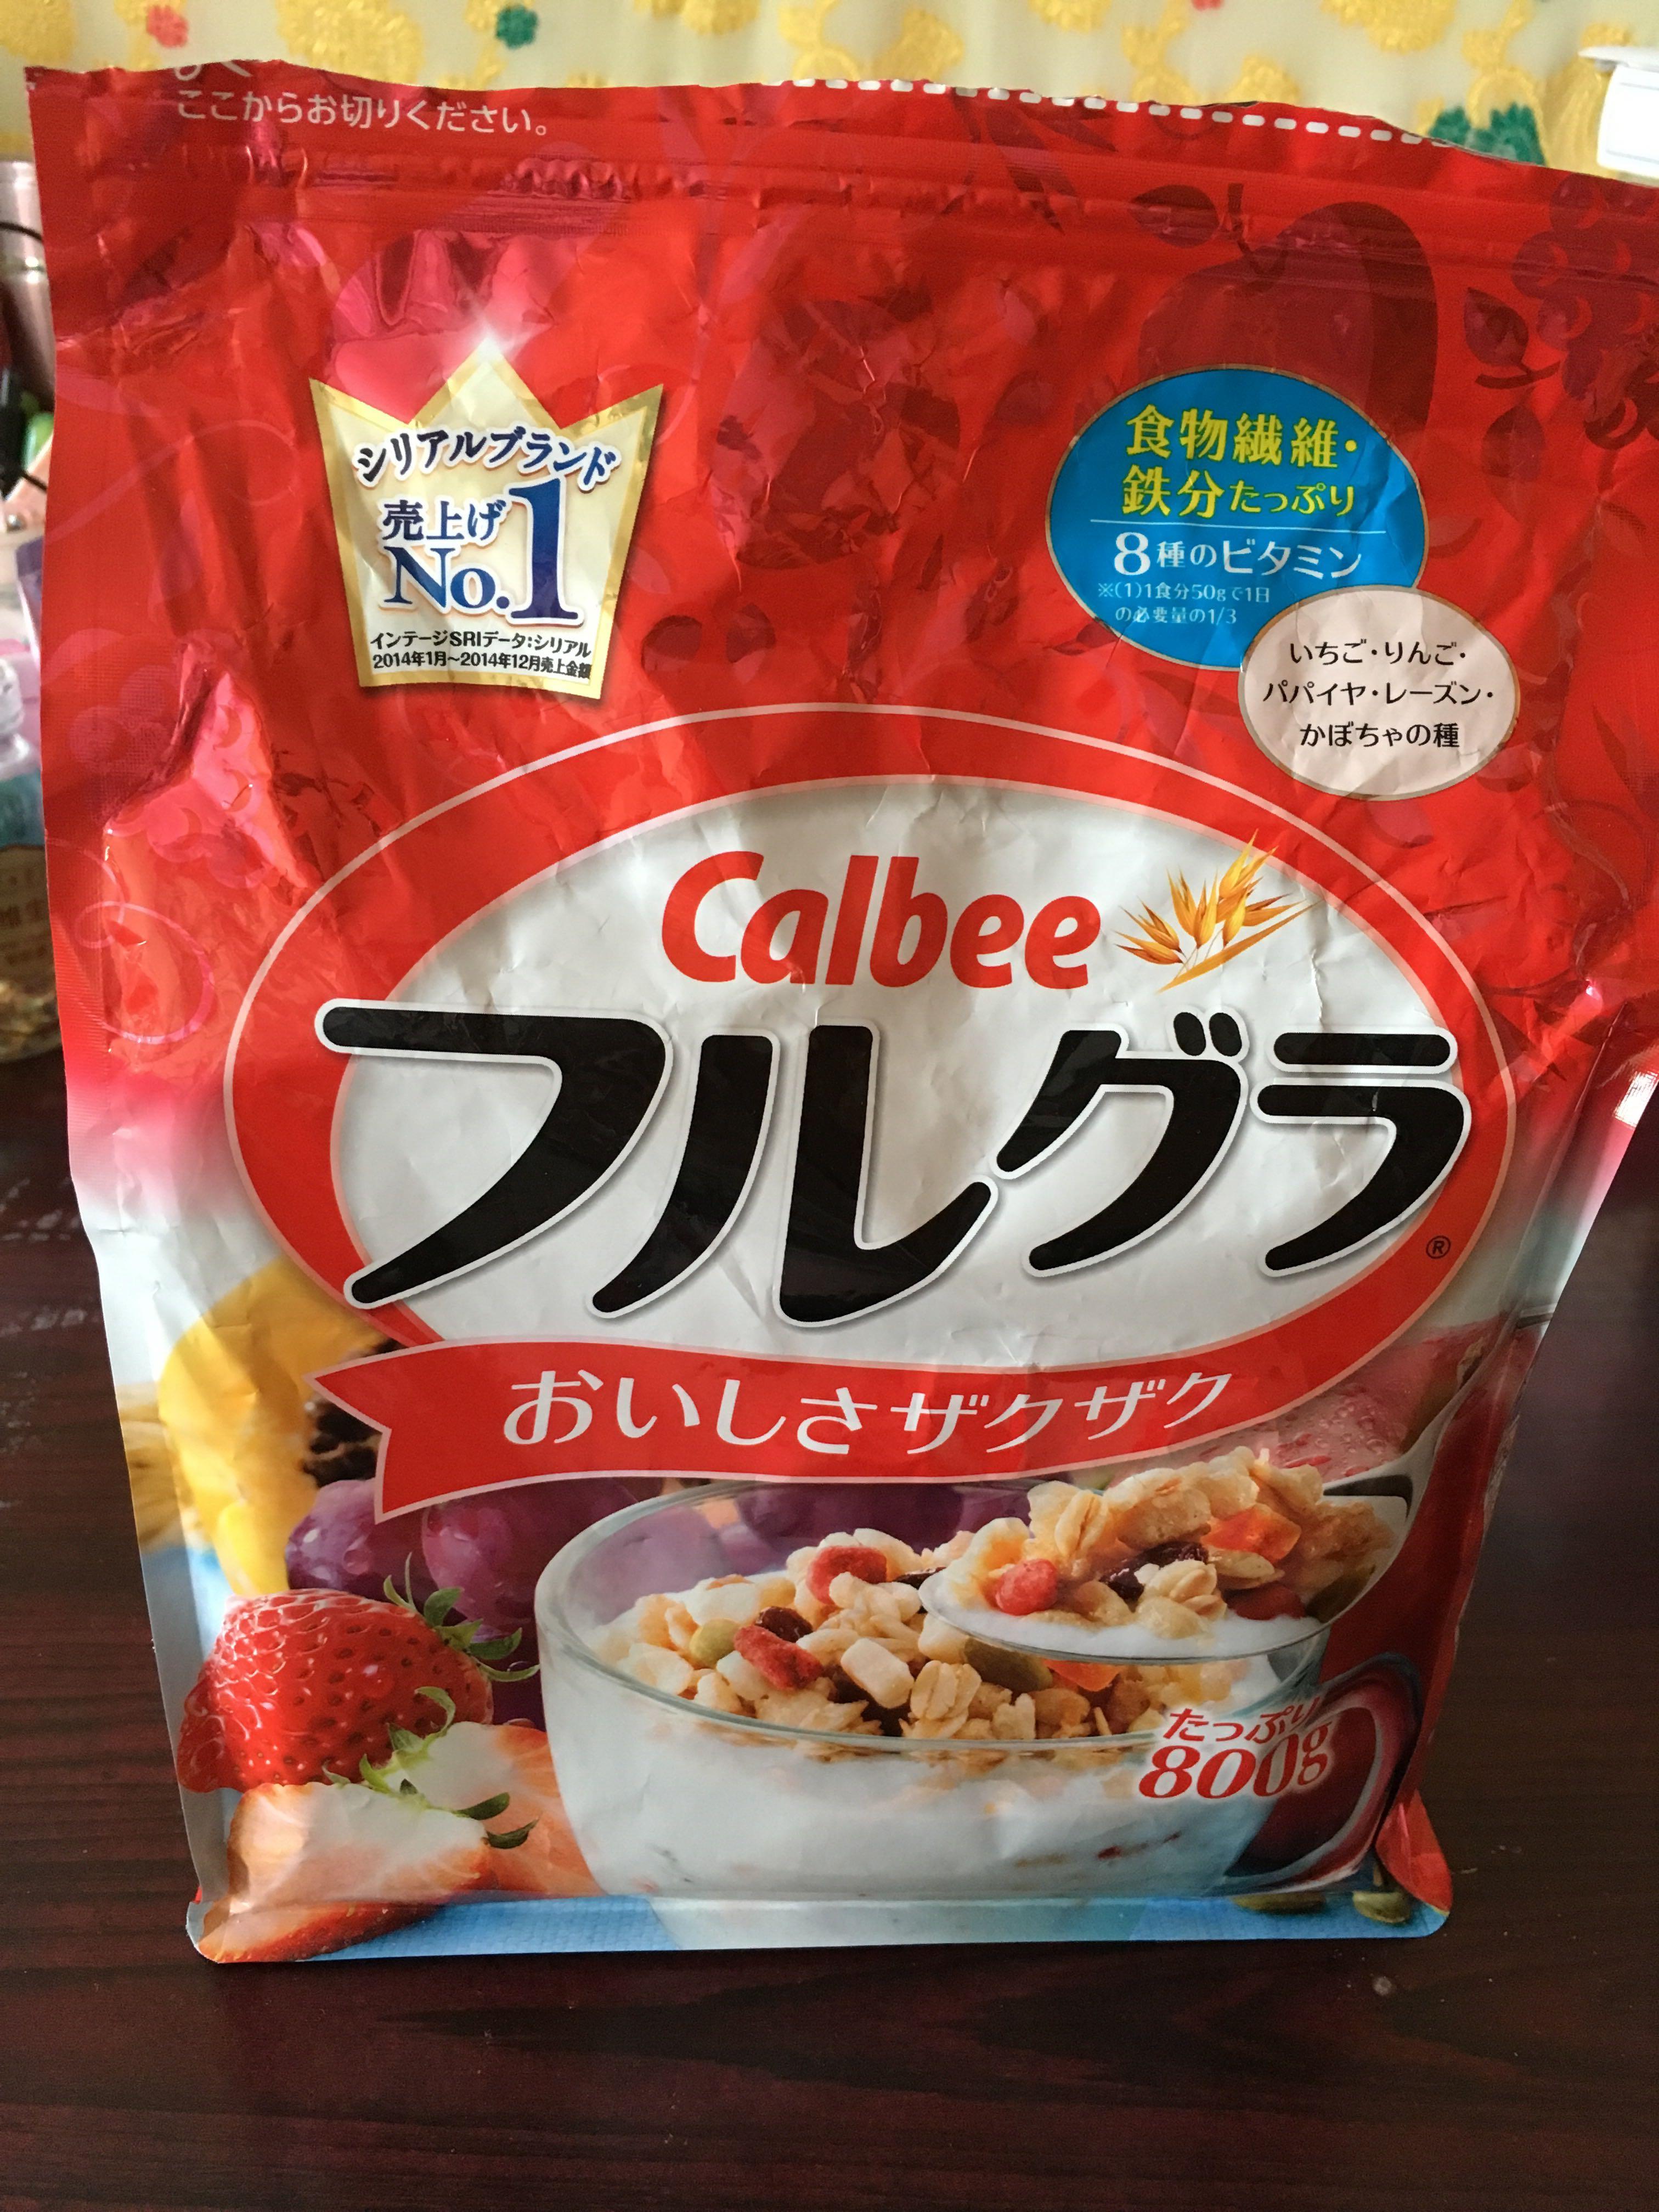 ここからお切りください。
シリアルブランド
売上げ
No.1
インテージSRIデータ:シリアル
2014年1月～2014年12月売上金額
食物繊維・
鉄分たっぷり
8種のビタミン
※(1)1食分50gで1日
の必要量の1/3
いちご・りんご・
パパイヤ・レーズン・
かぼちゃの種
Calbee
フルグラ®
おいしさザクザク
たっぷり
800g